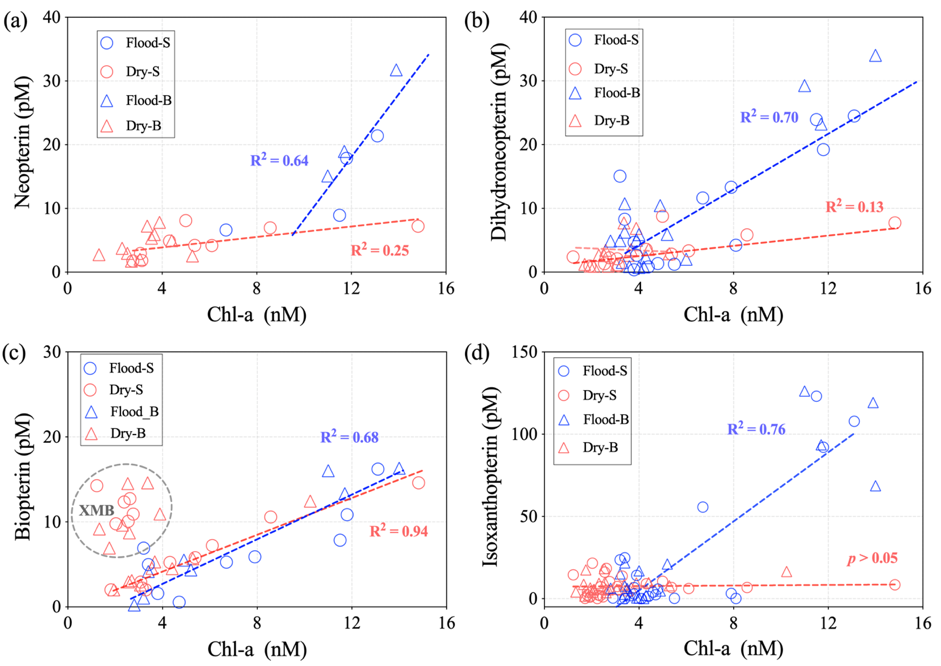 (a)
40
30
20
10
0
Neopterin (pM)
Flood-S
Dry-S
Flood-B
Dry-B
R² = 0.64
R² = 0.25
0 4 8 12 16
Chl-a (nM)
(b)
40
30
20
10
0
Dihydroneopterin (pM)
Flood-S
Dry-S
Flood-B
Dry-B
R² = 0.70
R² = 0.13
0 4 8 12 16
Chl-a (nM)
(c)
30
20
10
0
Biopterin (pM)
Flood-S
Dry-S
Flood_B
Dry-B
XMB
R² = 0.68
R² = 0.94
0 4 8 12 16
Chl-a (nM)
(d)
150
100
50
0
Isoxanthopterin (pM)
Flood-S
Dry-S
Flood-B
Dry-B
R² = 0.76
p > 0.05
0 4 8 12 16
Chl-a (nM)